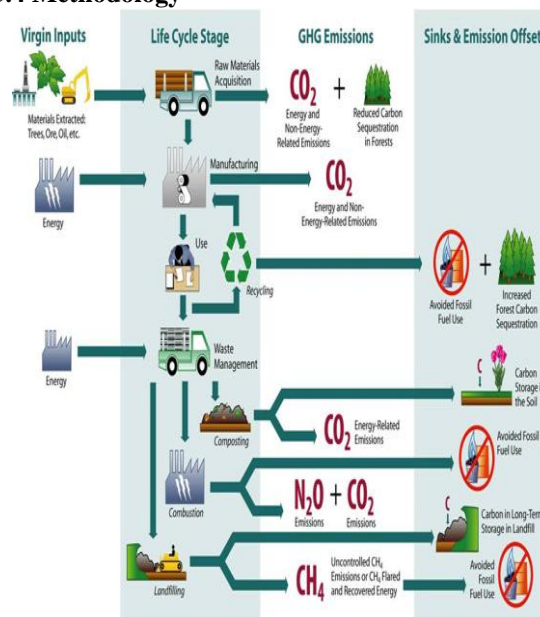 Methodology
Virgin Inputs
Life Cycle Stage
GHG Emissions
Sinks & Emission Offset
Raw Materials
Acquisition
Materials Extracted:
Trees, Ore, Oil, etc.
CO2
+
Energy and
Non-Energy-
Related Emissions
Reduced Carbon
Sequestration
in Forests
Manufacturing
Energy
CO2
Energy and Non-
Energy-Related Emissions
Use
Recycling
+
Avoided Fossil
Fuel Use
Increased
Forest Carbon
Sequestration
Energy
Waste
Management
Composting
C
Carbon
Storage in
the Soil
CO2
Energy-Related
Emissions
Combustion
N2O + CO2
Emissions
Emissions
Avoided Fossil
Fuel Use
C
Carbon in Long-Term
Storage in Landfill
Landfilling
CH4
Uncontrolled CH4
Emissions or CH4 Flared
and Recovered Energy
Avoided
Fossil
Fuel Use